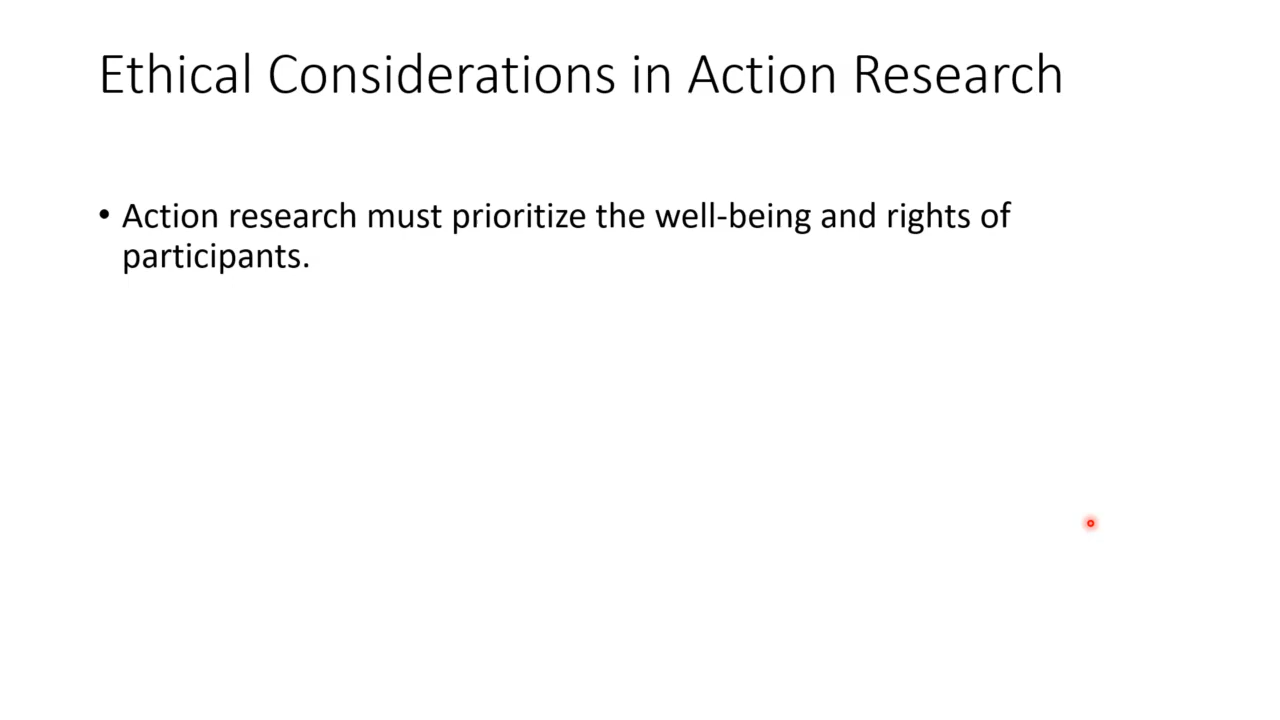 Ethical Considerations in Action Research
• Action research must prioritize the well-being and rights of
participants.